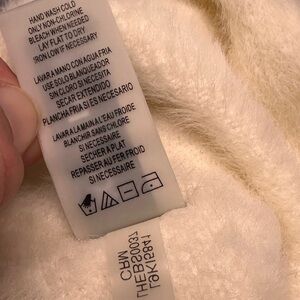 HAND WASH COLD
ONLY NON-CHLORINE
BLEACH WHEN NEEDED
LAY FLAT TO DRY
IRON LOW IF NECESSARY
LAVAR A MANO CON AGUA FRIA
USE SOLO BLANQUEADOR
SIN CLORO SI NECESITA
SECAR EXTENDIDO
PLANCHA FRIA SI ES NECESARIO
LAVAR A LA MAIN A L'EAU FROIDE
BLANCHIR SANS CHLORE
SI NECESSAIRE
SECHER A PLAT
REPASSER AU FER FROID
SI NECESSAIRE
CRM